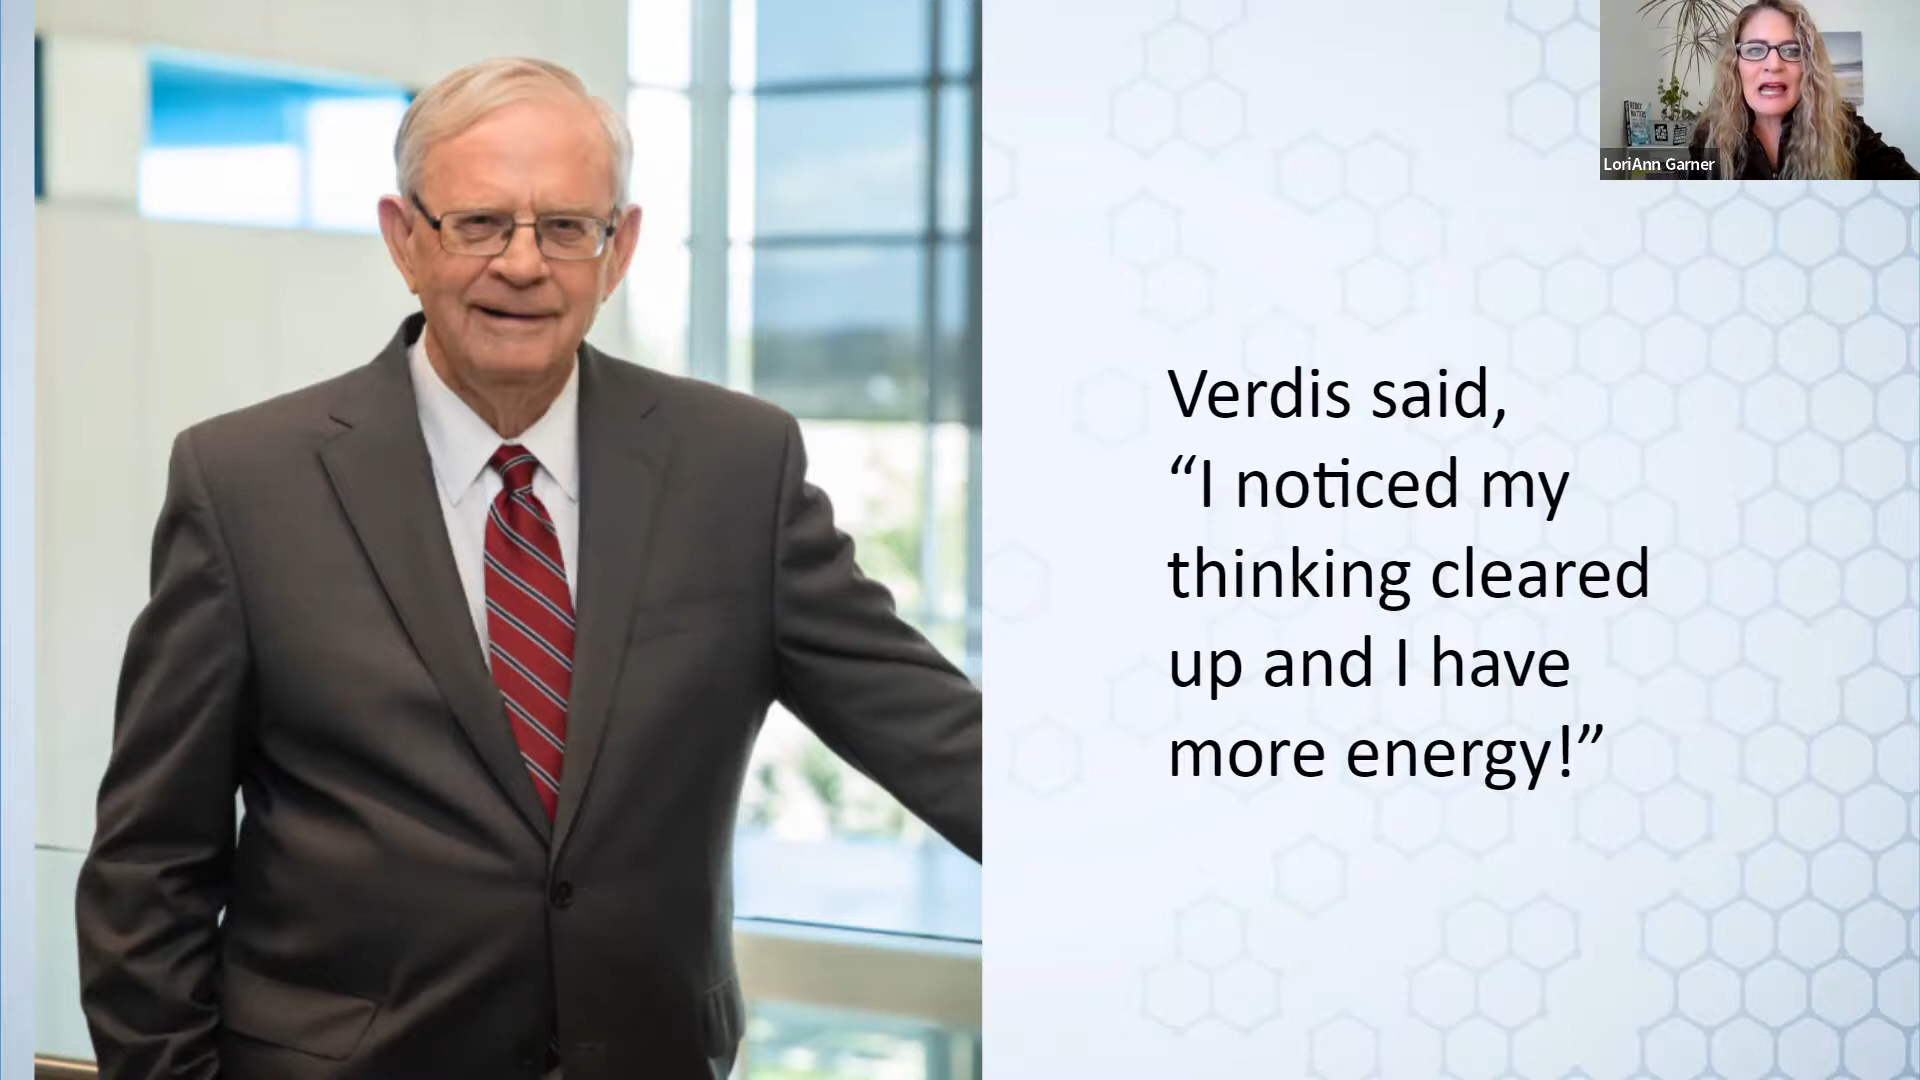 LoriAnn Garner
Verdis said,
“I noticed my
thinking cleared
up and I have
more energy!”